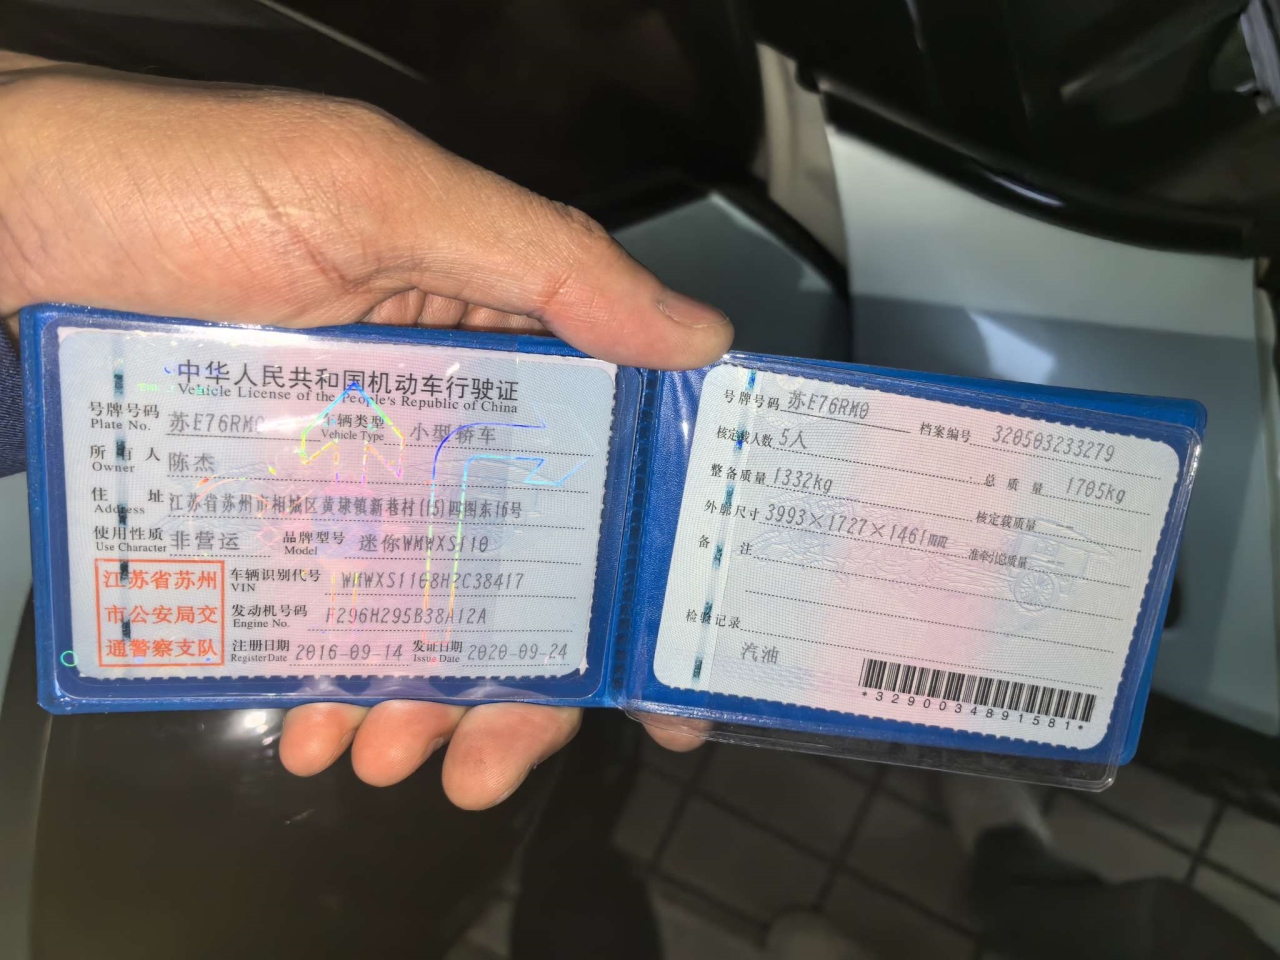 中华人民共和国机动车行驶证
Vehicle License of the People's Republic of China
号牌号码 苏E76RM0 车辆类型 小型轿车
Plate No. Vehicle Type
所有人 陈杰
Owner
住址 江苏省苏州市相城区黄埭镇新巷村(15)四图东16号
Address
使用性质 非营运 品牌型号 迷你WMWXS110
Use Character Model
江苏省苏州
市公安局交
通警察支队
车辆识别代号 WMWXS1168H2C38417
VIN
发动机号码 F296H295B38A12A
Engine No.
注册日期 2016-09-14 发证日期 2020-09-24
Register Date Issue Date
号牌号码 苏E76RM0 档案编号 320503233279
核定载人数 5人 总质量 1705kg
整备质量 1332kg 核定载质量
外廓尺寸 3993×1727×1461mm 准牵引总质量
备注
检验记录
汽油
*3290034891581*